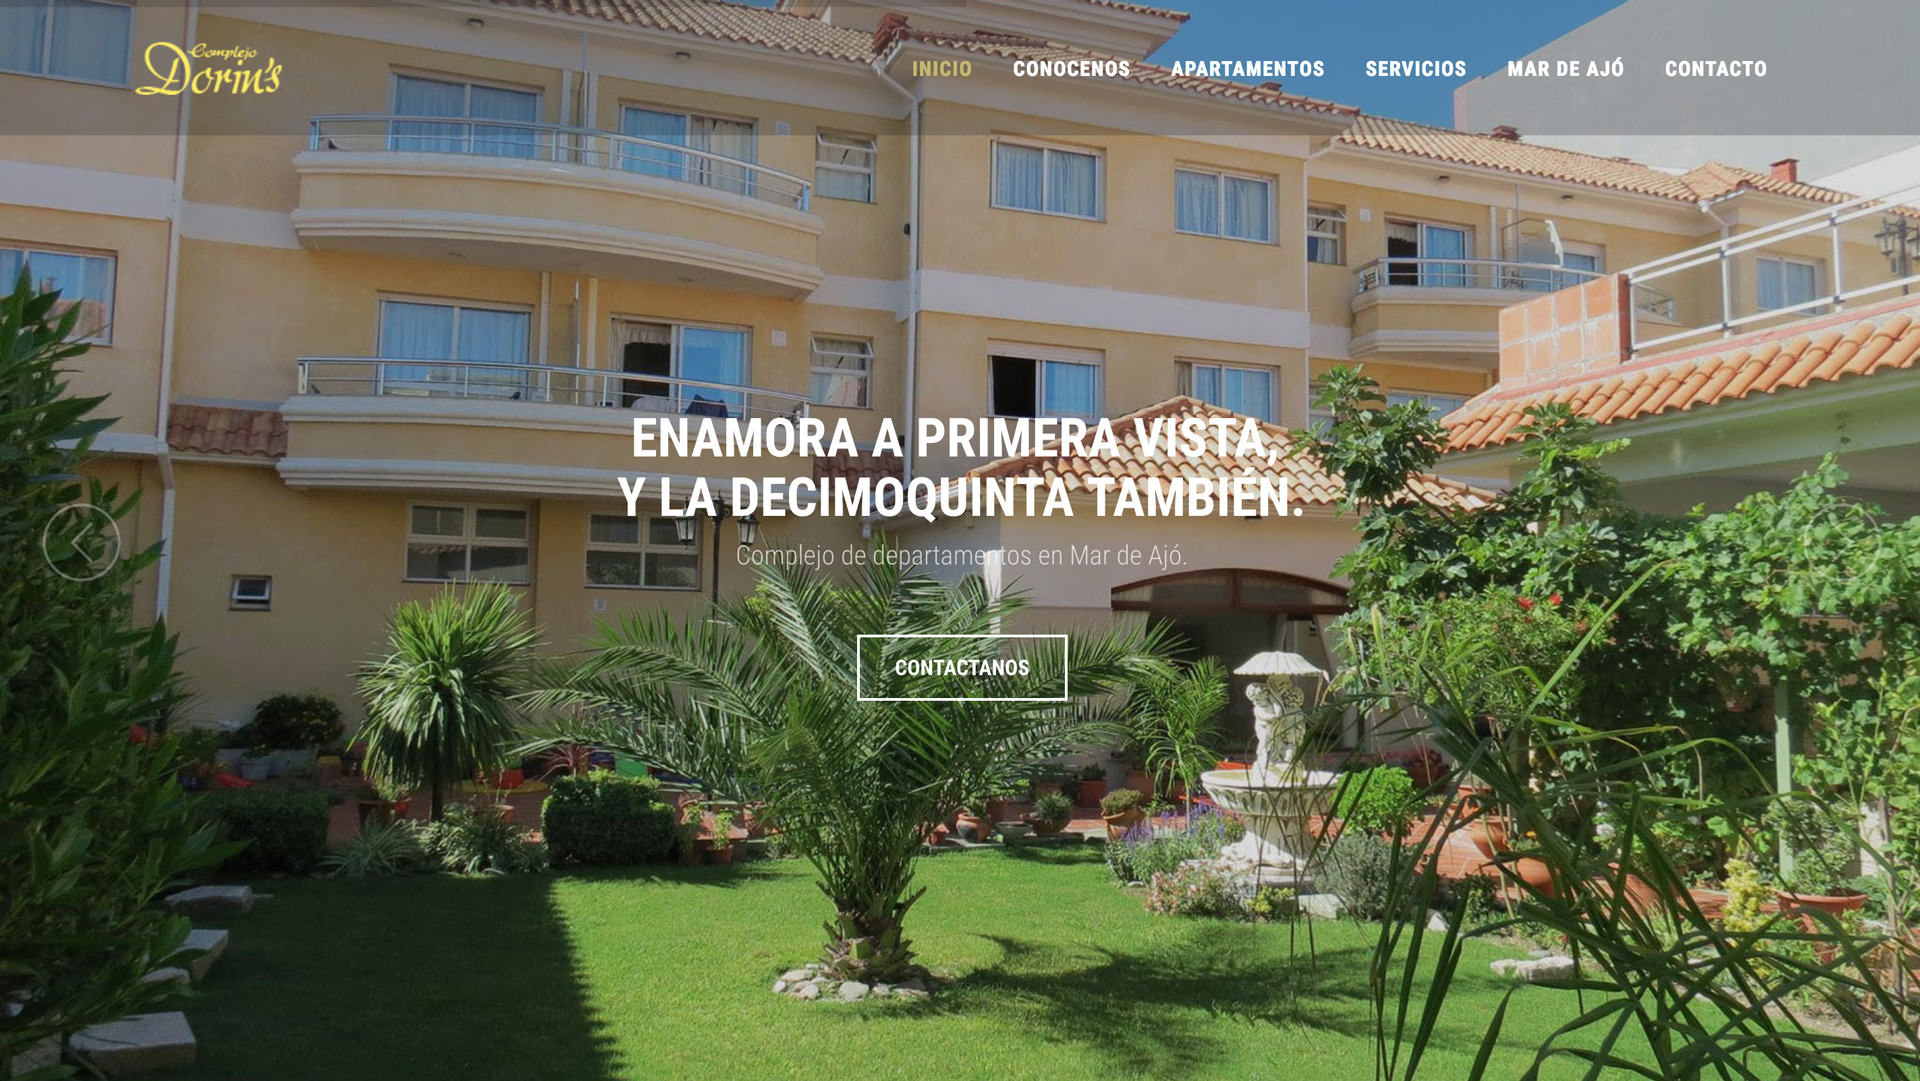 Complejo
Dorin's
INICIO
CONOCENOS
APARTAMENTOS
SERVICIOS
MAR DE AJÓ
CONTACTO
ENAMORA A PRIMERA VISTA,
Y LA DECIMOQUINTA TAMBIÉN.
Complejo de departamentos en Mar de Ajó.
CONTACTANOS